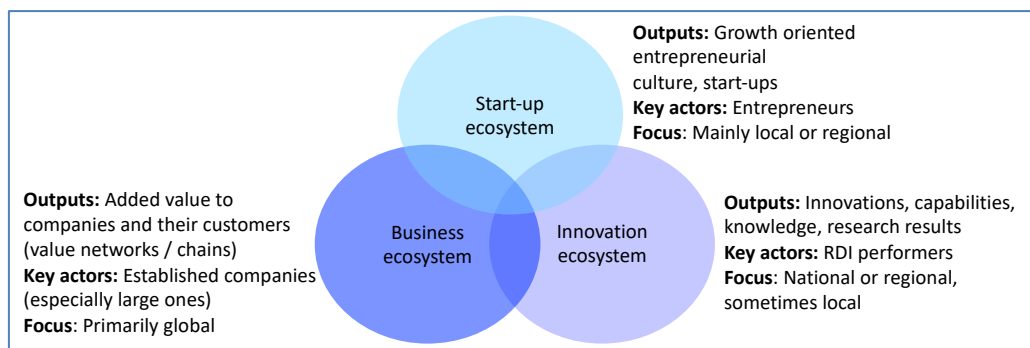 Outputs: Growth oriented
entrepreneurial
culture, start-ups
Key actors: Entrepreneurs
Focus: Mainly local or regional
Start-up
ecosystem
Outputs: Added value to
companies and their customers
(value networks / chains)
Key actors: Established companies
(especially large ones)
Focus: Primarily global
Business
ecosystem
Innovation
ecosystem
Outputs: Innovations, capabilities,
knowledge, research results
Key actors: RDI performers
Focus: National or regional,
sometimes local